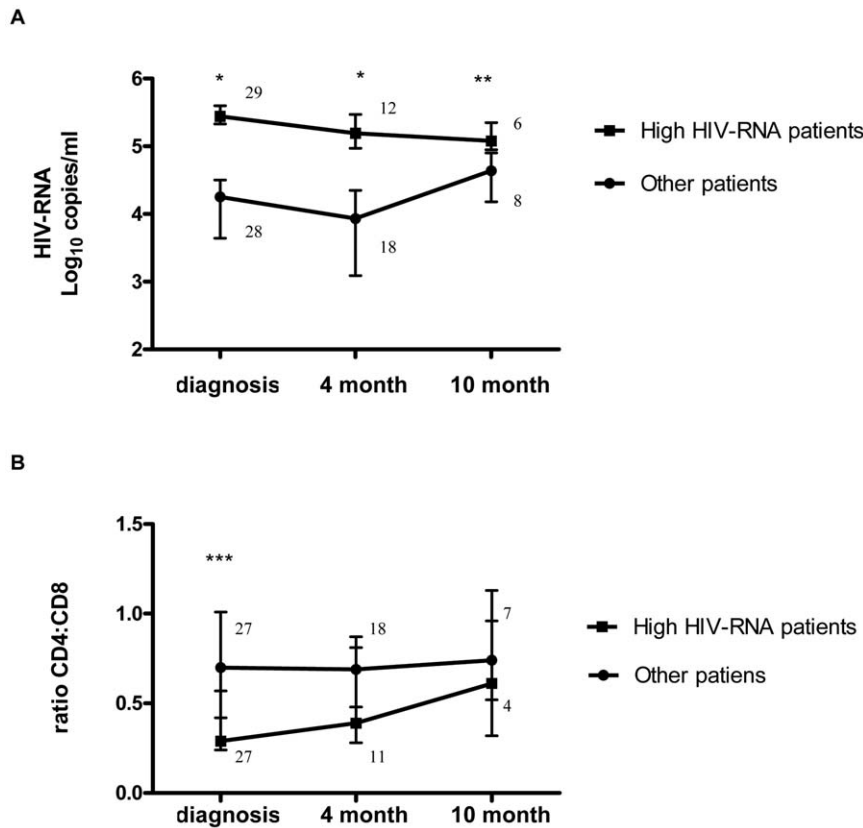 A
HIV-RNA
Log10 copies/ml
6
5
4
3
2
*
29
28
*
12
18
**
6
8
diagnosis
4 month
10 month
High HIV-RNA patients
Other patients
B
ratio CD4:CD8
1.5
1.0
0.5
0.0
***
27
27
18
11
7
4
diagnosis
4 month
10 month
High HIV-RNA patients
Other patiens